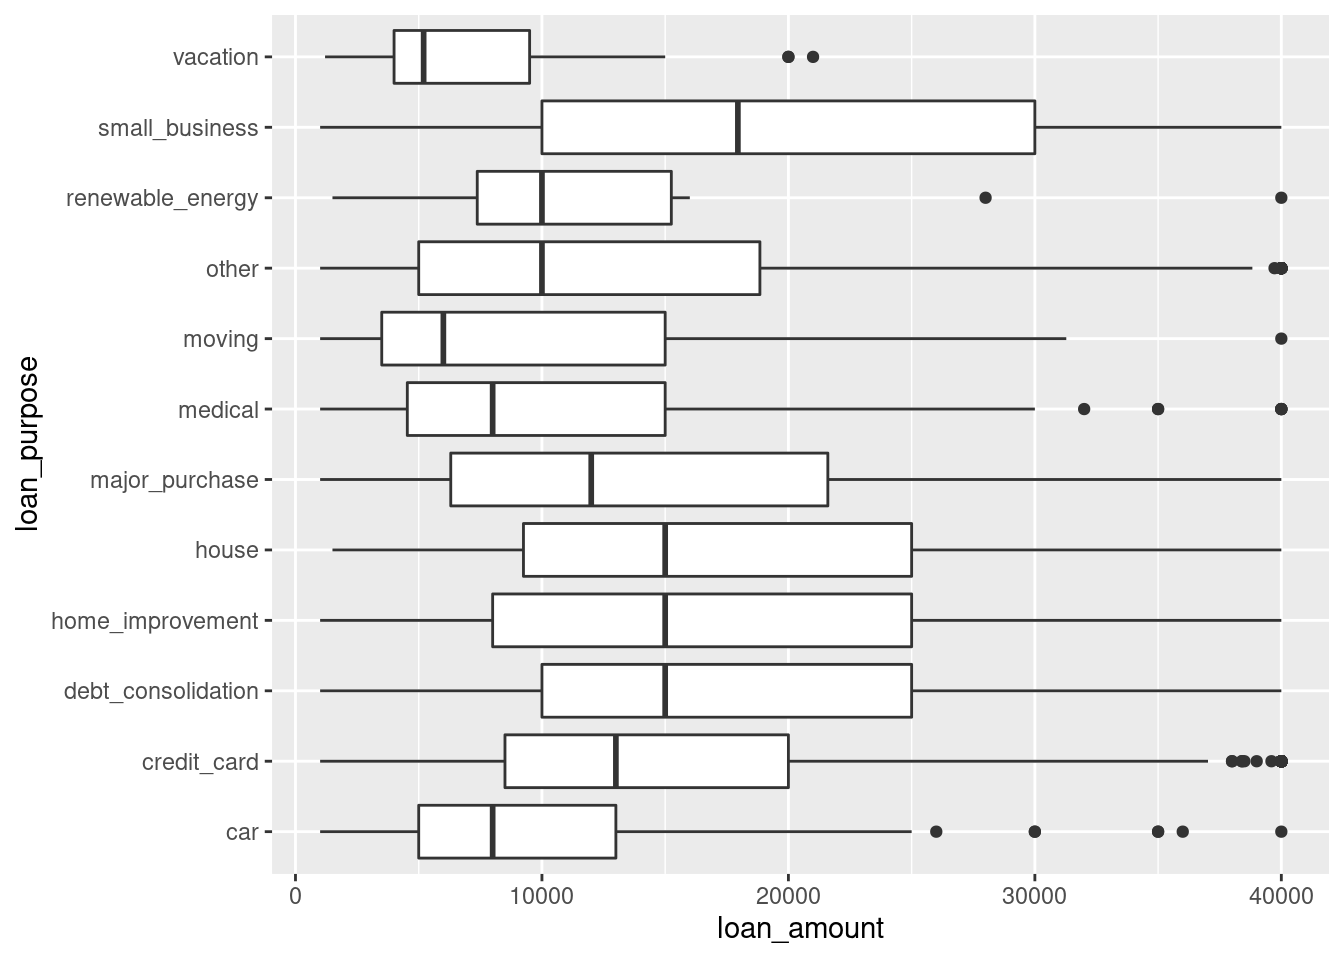 vacation
small_business
renewable_energy
other
moving
medical
major_purchase
house
home_improvement
debt_consolidation
credit_card
car
loan_purpose
0 10000 20000 30000 40000
loan_amount